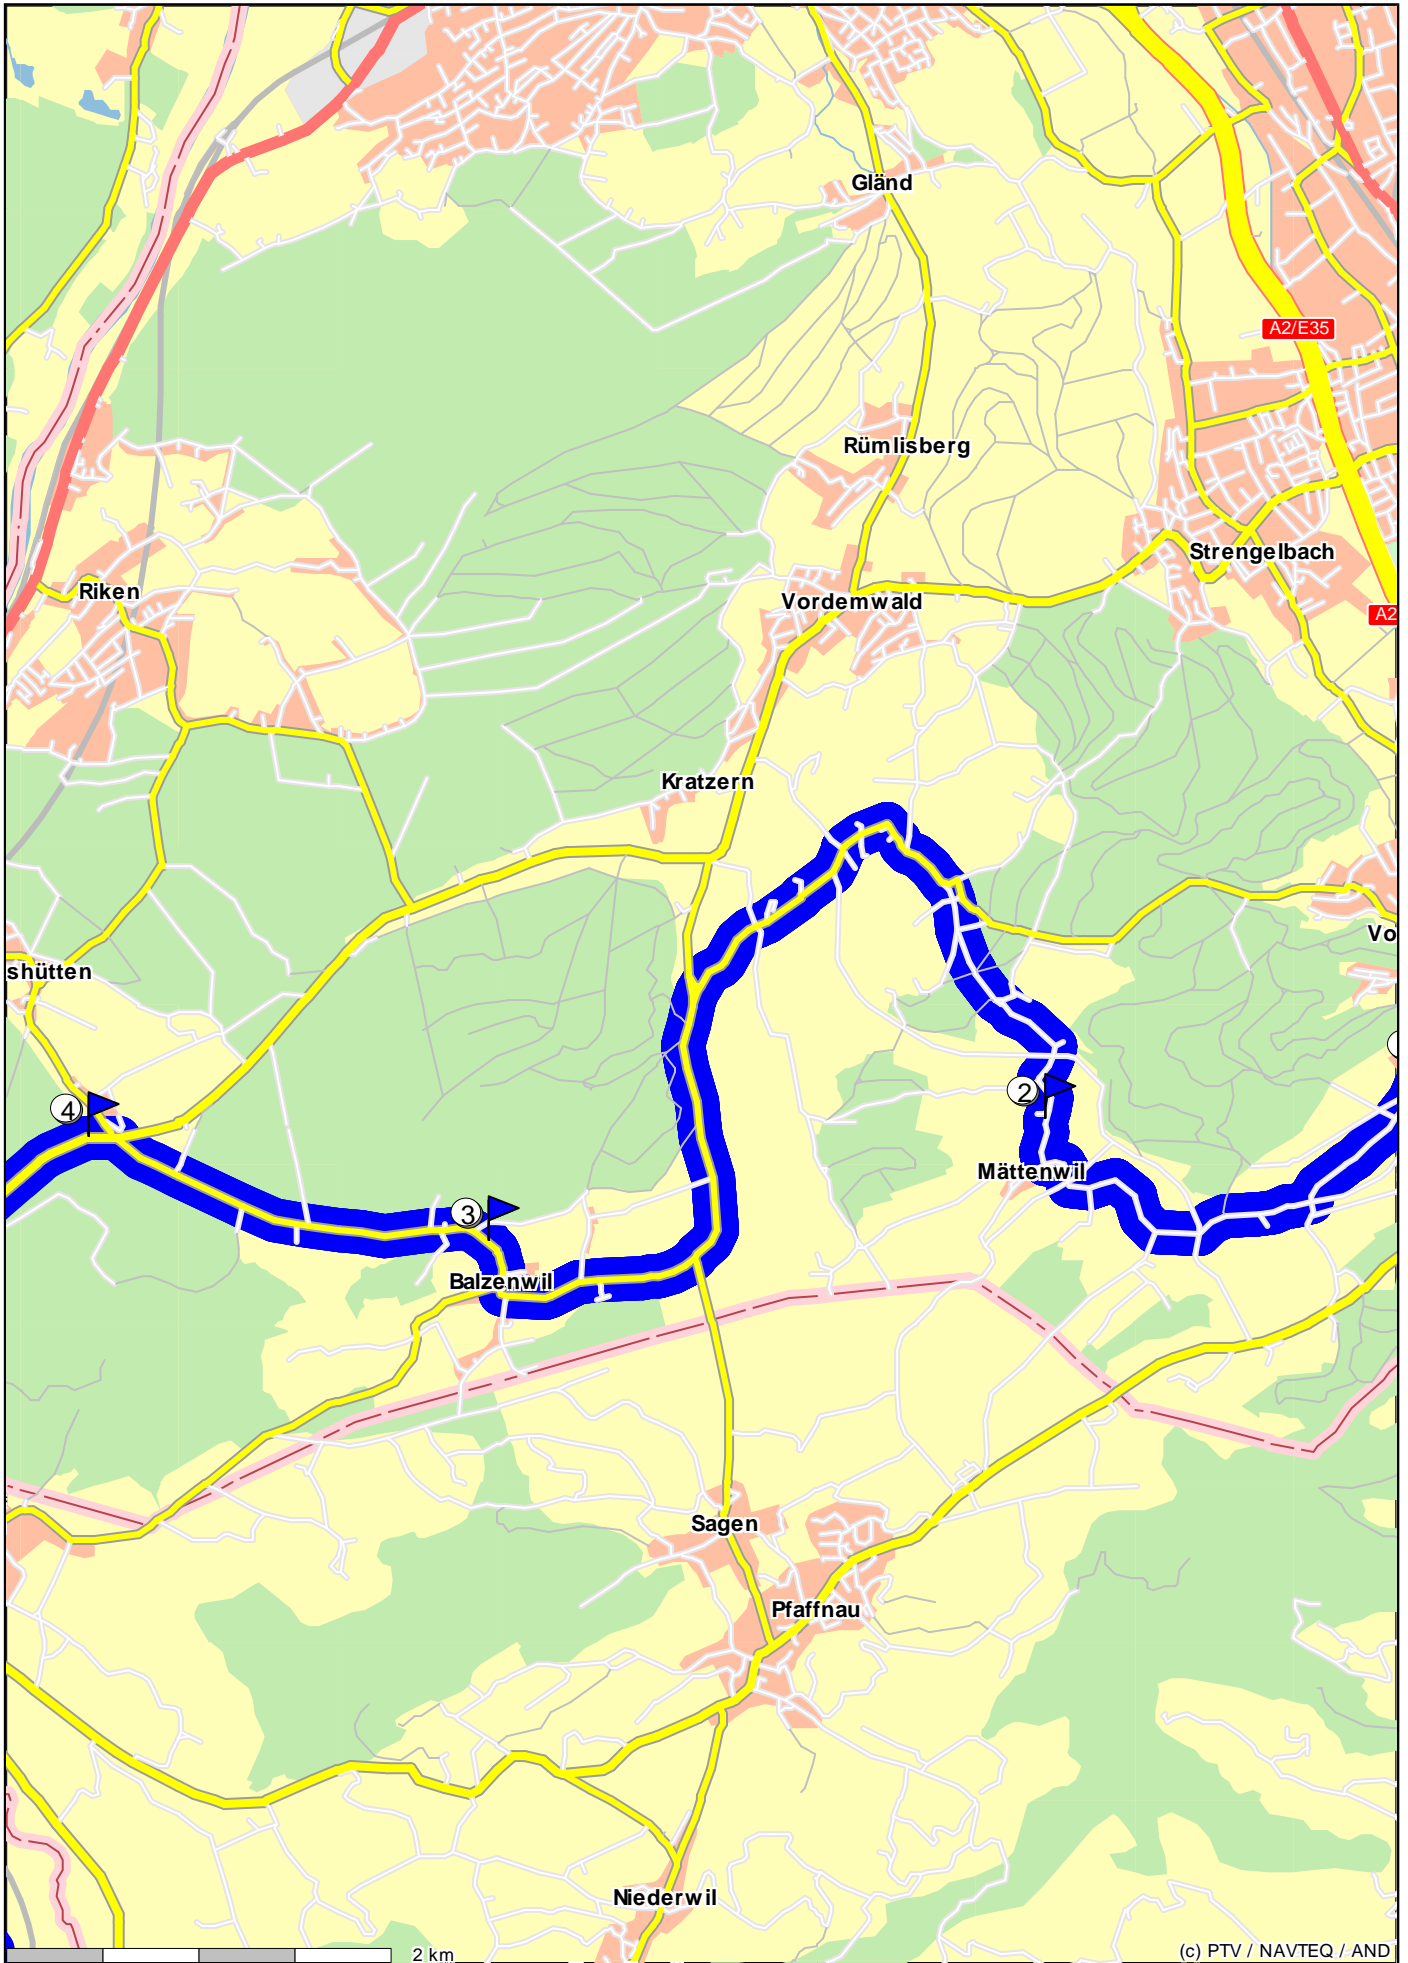 Gländ
A2/E35
Rümlisberg
Strengelbach
Riken
Vordemwald
A2
Kratzern
Vo
shütten
4
2
Mättenwil
3
Balzenwil
Sagen
Pfaffnau
Niederwil
2 km
(c) PTV / NAVTEQ / AND